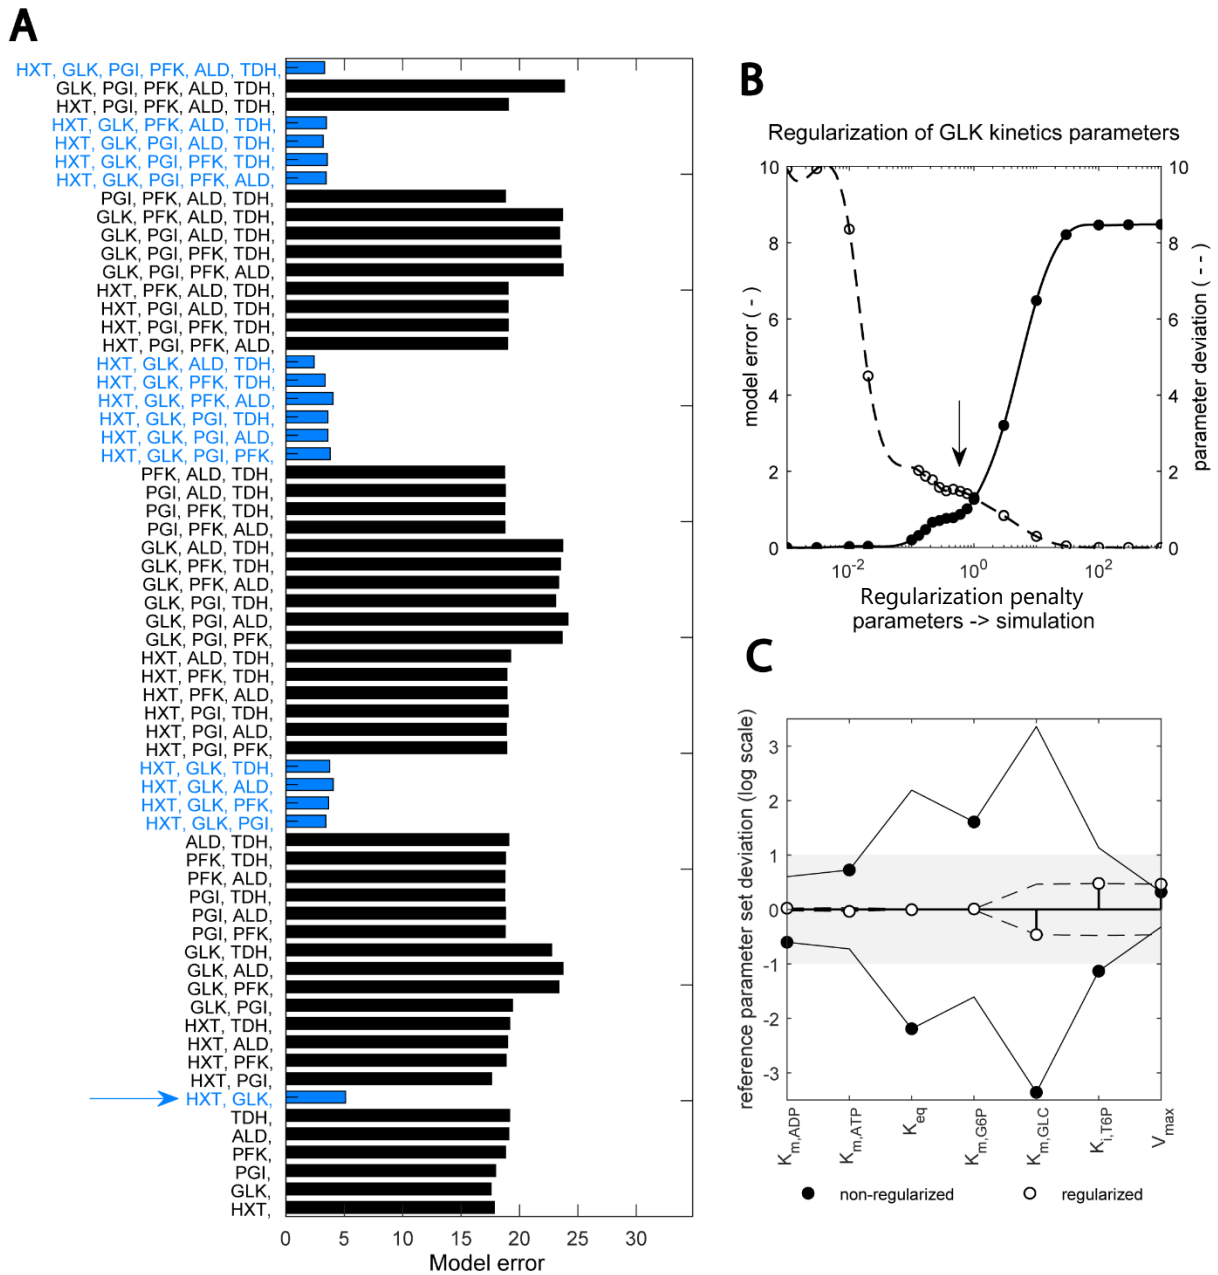 A
HXT, GLK, PGI, PFK, ALD, TDH,
GLK, PGI, PFK, ALD, TDH,
HXT, PGI, PFK, ALD, TDH,
HXT, GLK, PFK, ALD, TDH,
HXT, GLK, PGI, ALD, TDH,
HXT, GLK, PGI, PFK, TDH,
HXT, GLK, PGI, PFK, ALD,
PGI, PFK, ALD, TDH,
GLK, PFK, ALD, TDH,
GLK, PGI, ALD, TDH,
GLK, PGI, PFK, TDH,
GLK, PGI, PFK, ALD,
HXT, PFK, ALD, TDH,
HXT, PGI, ALD, TDH,
HXT, PGI, PFK, TDH,
HXT, PGI, PFK, ALD,
HXT, GLK, ALD, TDH,
HXT, GLK, PFK, TDH,
HXT, GLK, PFK, ALD,
HXT, GLK, PGI, TDH,
HXT, GLK, PGI, ALD,
HXT, GLK, PGI, PFK,
PFK, ALD, TDH,
PGI, ALD, TDH,
PGI, PFK, TDH,
PGI, PFK, ALD,
GLK, ALD, TDH,
GLK, PFK, TDH,
GLK, PFK, ALD,
GLK, PGI, TDH,
GLK, PGI, ALD,
GLK, PGI, PFK,
HXT, ALD, TDH,
HXT, PFK, TDH,
HXT, PFK, ALD,
HXT, PGI, TDH,
HXT, PGI, ALD,
HXT, PGI, PFK,
HXT, GLK, TDH,
HXT, GLK, ALD,
HXT, GLK, PFK,
HXT, GLK, PGI,
ALD, TDH,
PFK, TDH,
PFK, ALD,
PGI, TDH,
PGI, ALD,
PGI, PFK,
GLK, TDH,
GLK, ALD,
GLK, PFK,
GLK, PGI,
HXT, TDH,
HXT, ALD,
HXT, PFK,
HXT, PGI,
HXT, GLK,
TDH,
ALD,
PFK,
PGI,
GLK,
HXT,
0 5 10 15 20 25 30
Model error
B
Regularization of GLK kinetics parameters
10
8
6
4
2
0
model error ( - )
10
8
6
4
2
0
parameter deviation ( - - )
10^-2 10^0 10^2
Regularization penalty
parameters -> simulation
C
reference parameter set deviation (log scale)
3
2
1
0
-1
-2
-3
K_m,ADP
K_m,ATP
K_eq
K_m,G6P
K_m,GLC
K_i,T6P
V_max
non-regularized
regularized